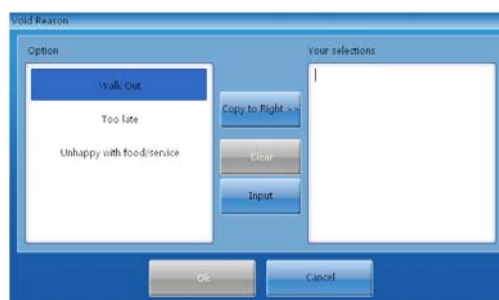 Void Reason
Option
Your selections
Walk Out
Too late
Unhappy with food/service
Copy to Right >>
Clear
Input
Ok
Cancel